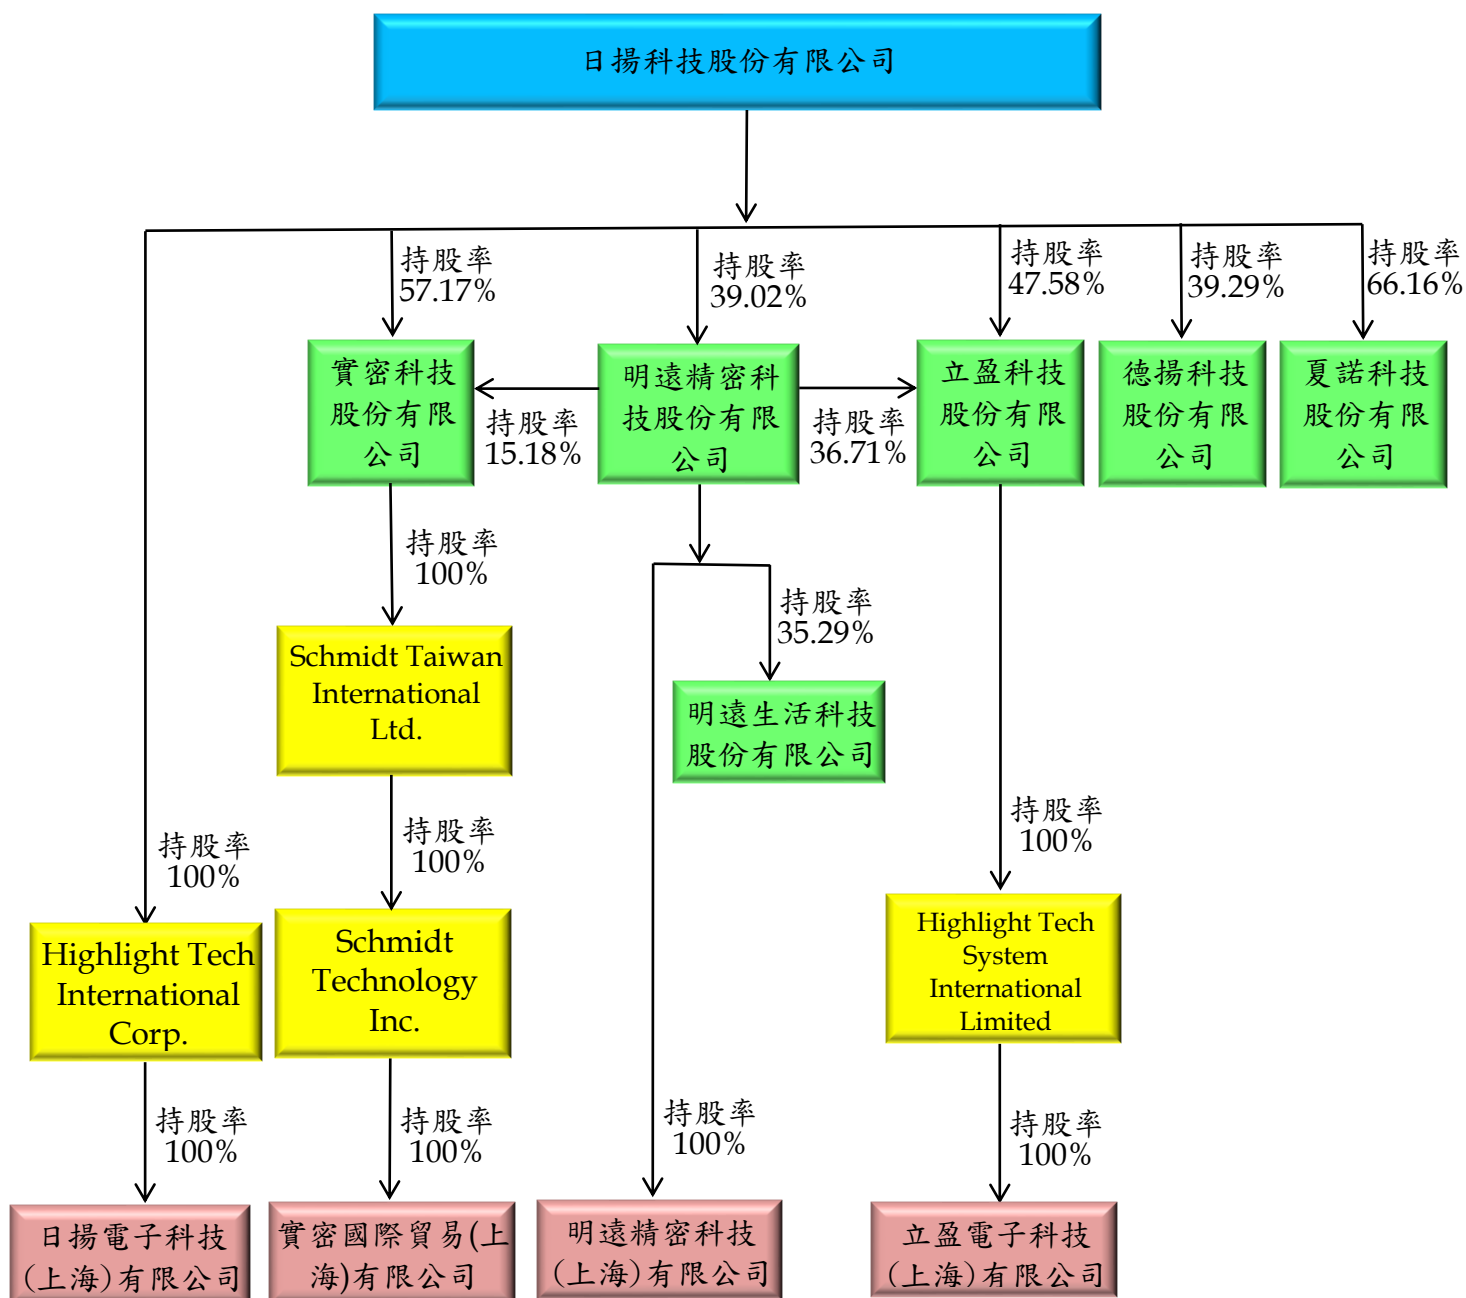 日揚科技股份有限公司
持股率
57.17%
持股率
39.02%
持股率
47.58%
持股率
39.29%
持股率
66.16%
實密科技
股份有限
公司
持股率
15.18%
明遠精密科
技股份有限
公司
持股率
36.71%
立盈科技
股份有限
公司
德揚科技
股份有限
公司
夏諾科技
股份有限
公司
持股率
100%
持股率
35.29%
Schmidt Taiwan
International
Ltd.
明遠生活科技
股份有限公司
持股率
100%
持股率
100%
持股率
100%
Highlight Tech
International
Corp.
Schmidt
Technology
Inc.
Highlight Tech
System
International
Limited
持股率
100%
持股率
100%
持股率
100%
持股率
100%
日揚電子科技
(上海)有限公司
實密國際貿易(上
海)有限公司
明遠精密科技
(上海)有限公司
立盈電子科技
(上海)有限公司